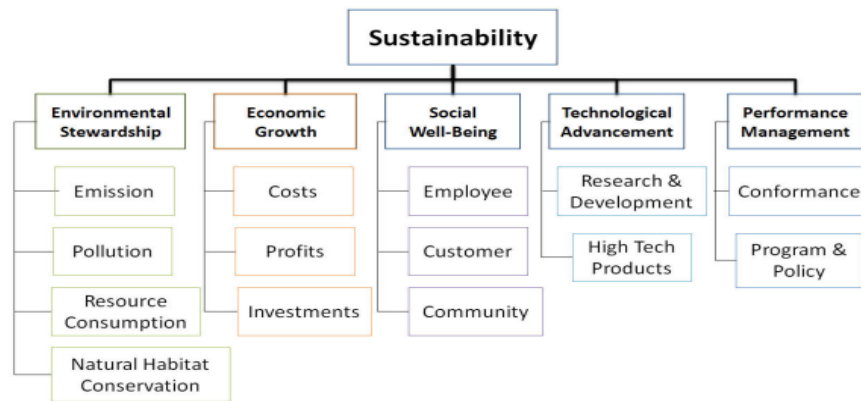 Sustainability
Environmental
Stewardship
Economic
Growth
Social
Well-Being
Technological
Advancement
Performance
Management
Emission
Pollution
Resource
Consumption
Natural Habitat
Conservation
Costs
Profits
Investments
Employee
Customer
Community
Research &
Development
High Tech
Products
Conformance
Program &
Policy